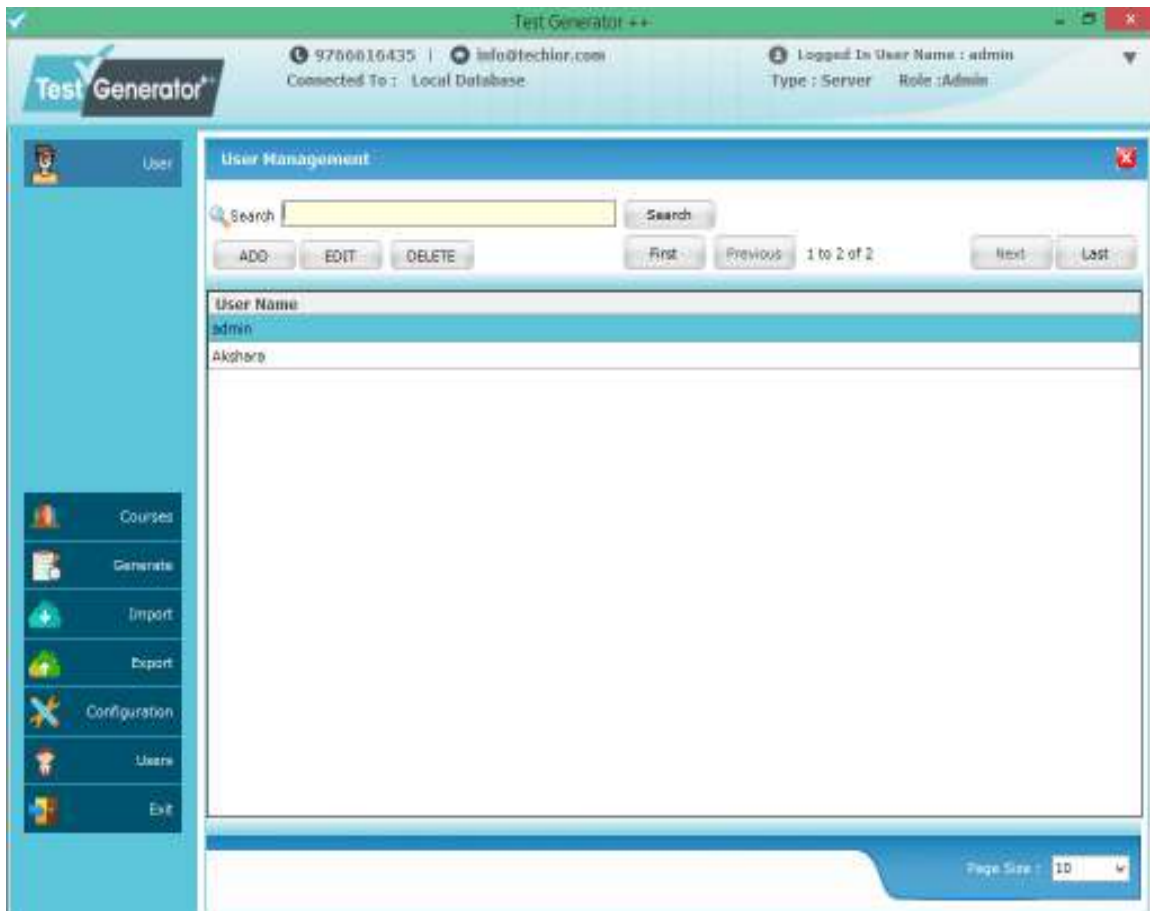 Test Generator ++
Test Generator++
9766616435 | info@techior.com
Connected To : Local Database
Logged In User Name : admin
Type : Server Role :Admin
User
User Management
Search
Search
ADD EDIT DELETE First Previous 1 to 2 of 2 Next Last
User Name
admin
Akshara
Courses
Generate
Import
Export
Configuration
Users
Exit
Page Size : 10